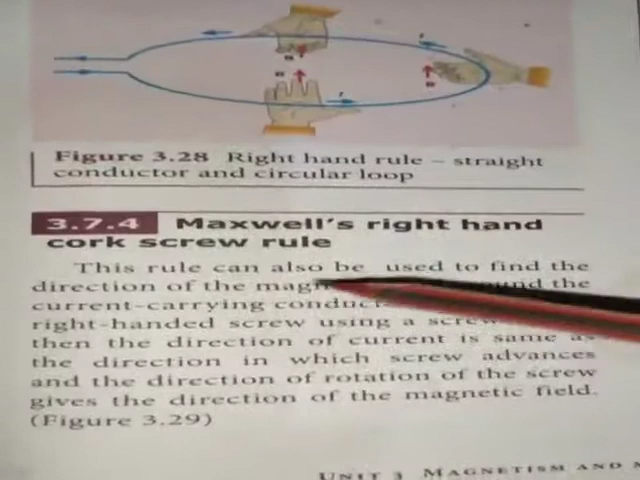 Figure 3.28 Right hand rule – straight
conductor and circular loop
3.7.4 Maxwell's right hand
cork screw rule
This rule can also be used to find the
direction of the the
current-carrying
right-handed screw using a
then the direction of current is same as
the direction in which screw advances
and the direction of rotation of the screw
gives the direction of the magnetic field.
(Figure 3.29)
UNIT 3 MAGNETISM AND